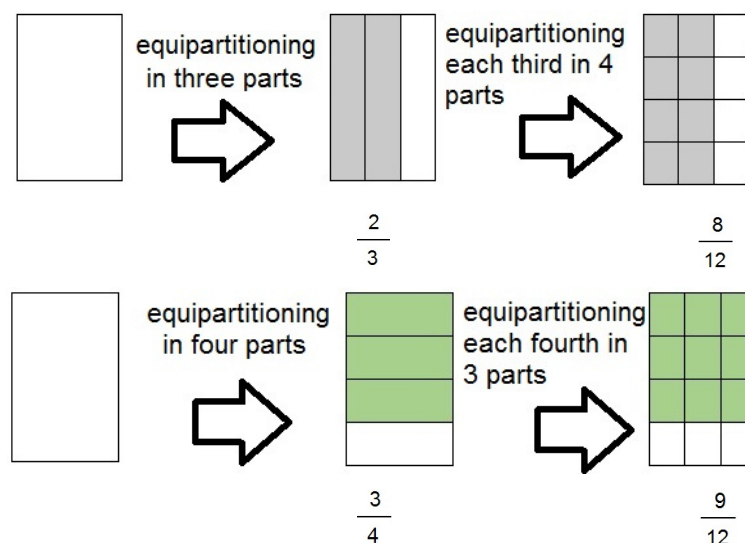 equipartitioning
in three parts
equipartitioning
each third in 4
parts
2
3
8
12
equipartitioning
in four parts
equipartitioning
each fourth in
3 parts
3
4
9
12